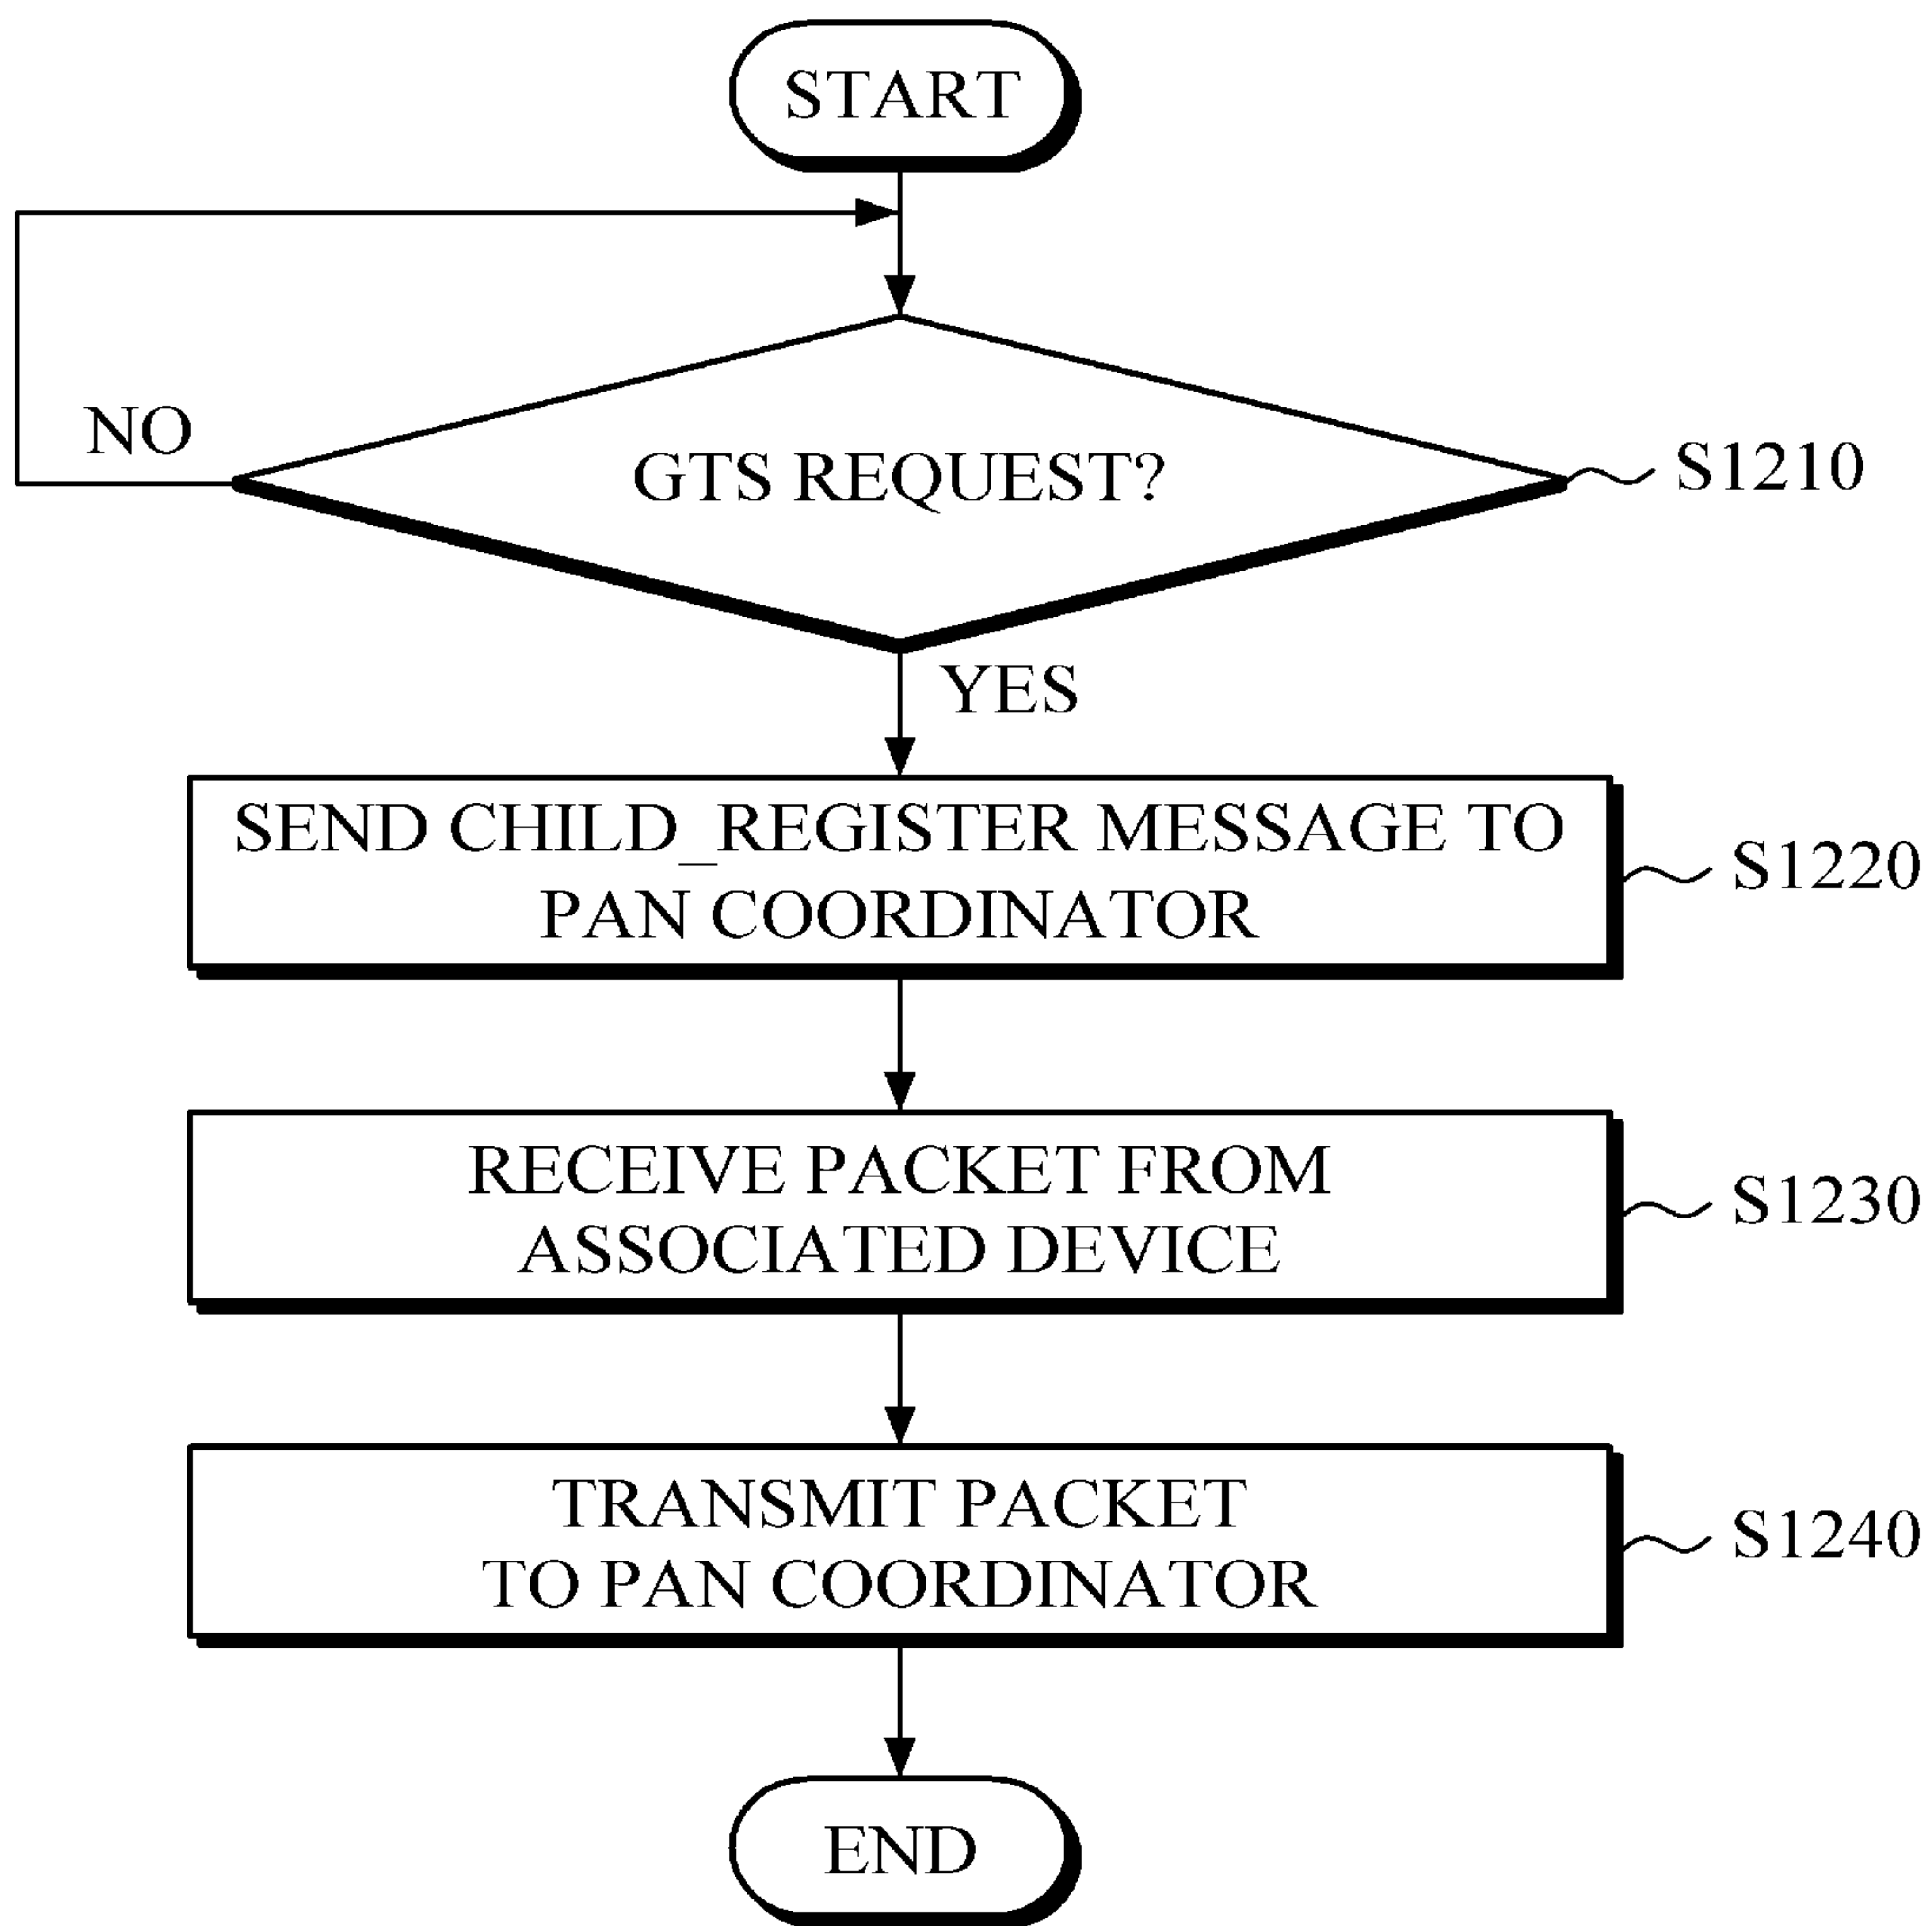 START
NO
GTS REQUEST?
S1210
YES
SEND CHILD_REGISTER MESSAGE TO
PAN COORDINATOR
S1220
RECEIVE PACKET FROM
ASSOCIATED DEVICE
S1230
TRANSMIT PACKET
TO PAN COORDINATOR
S1240
END